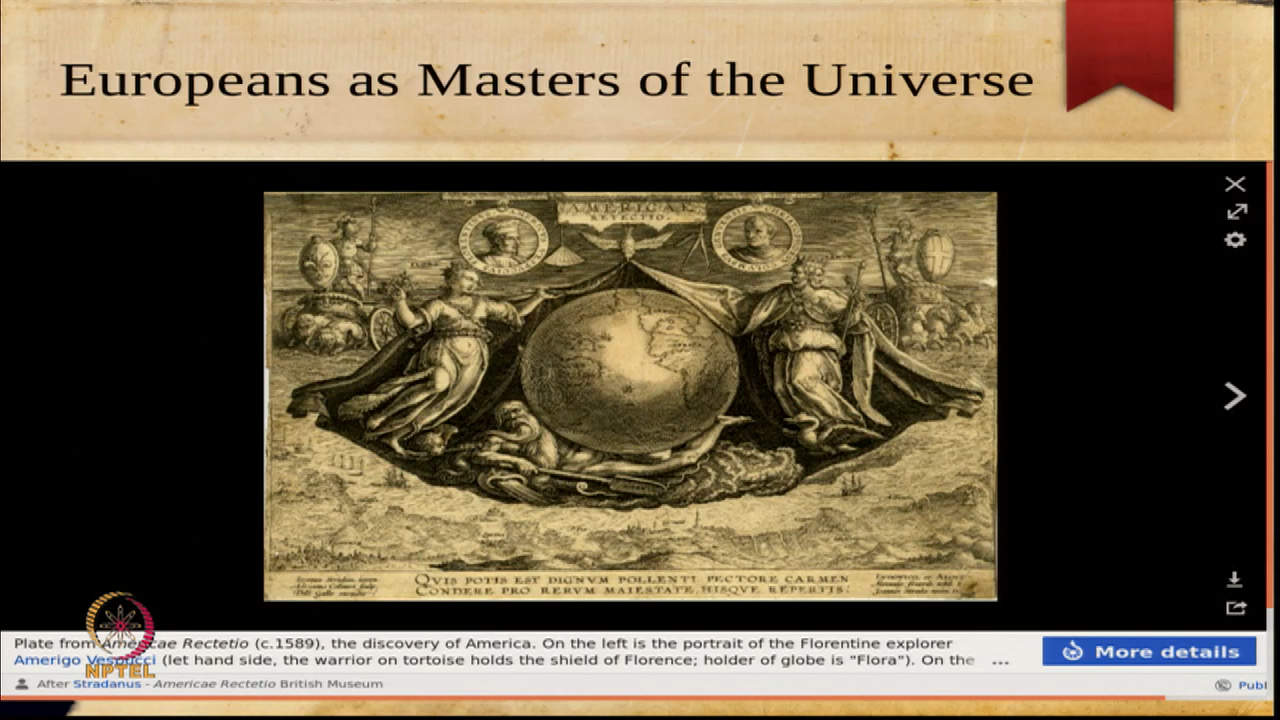 Europeans as Masters of the Universe
AMERICAE
RETECTIO
QVIS POTIS EST DIGNVM POLLENTI PECTORE CARMEN
CONDERE PRO RERVM MAIESTATE, HISQVE REPERTIS.
Plate from Americae Rectetio (c.1589), the discovery of America. On the left is the portrait of the Florentine explorer
Amerigo Vespucci (let hand side, the warrior on tortoise holds the shield of Florence; holder of globe is "Flora"). On the ...
More details
NPTEL
After Stradanus - Americae Rectetio British Museum
Publ